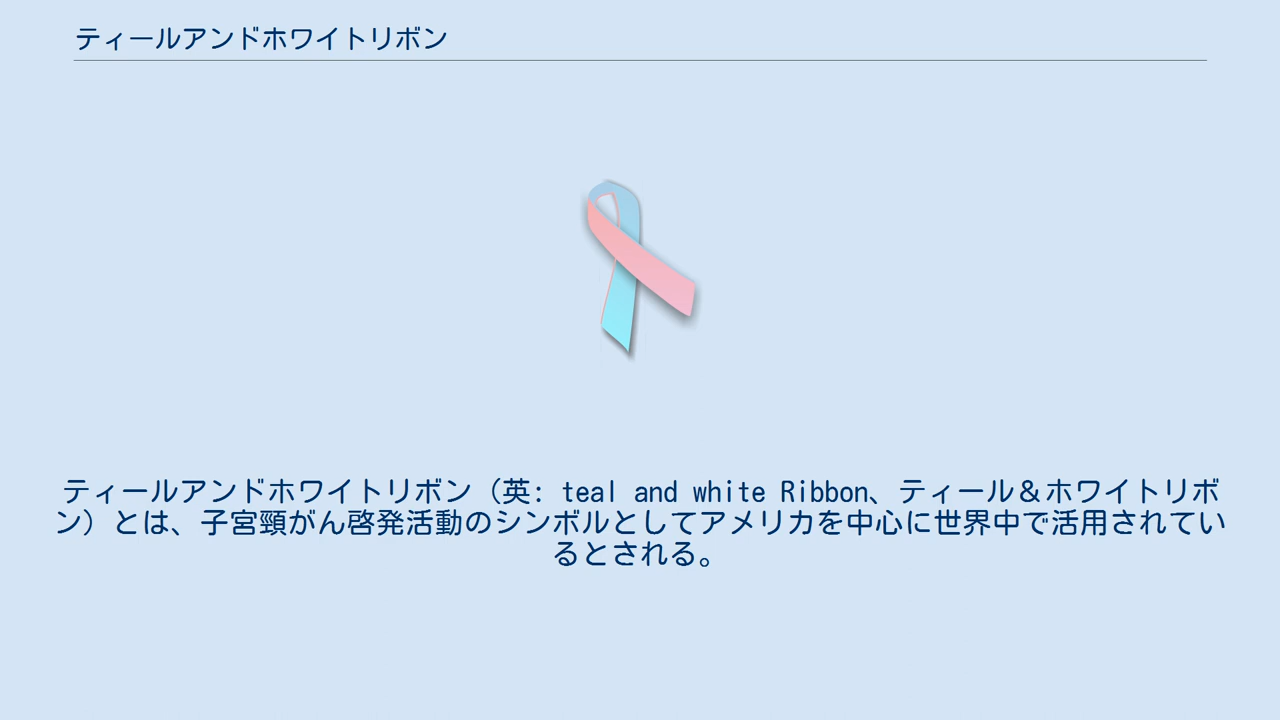 ティールアンドホワイトリボン
ティールアンドホワイトリボン（英: teal and white Ribbon、ティール＆ホワイトリボ
ン）とは、子宮頸がん啓発活動のシンボルとしてアメリカを中心に世界中で活用されてい
るとされる。